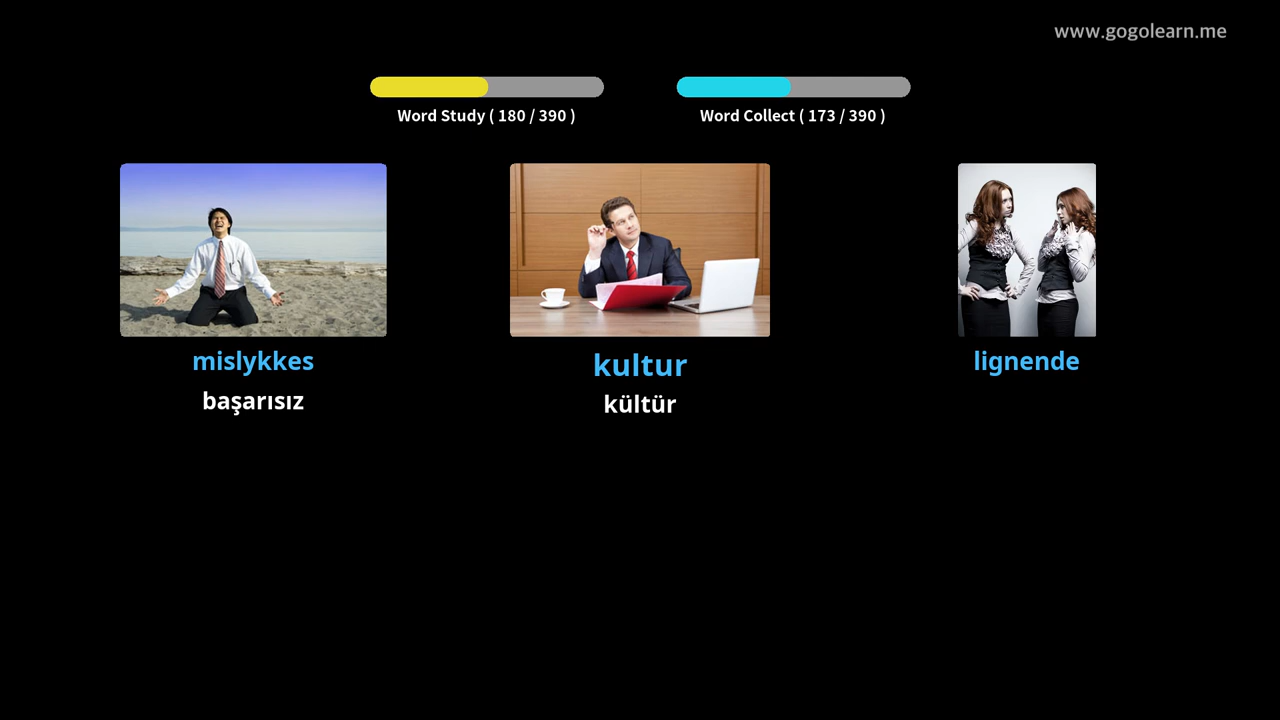 www.gogolearn.me
Word Study ( 180 / 390 )
Word Collect ( 173 / 390 )
mislykkes
başarısız
kultur
kültür
lignende